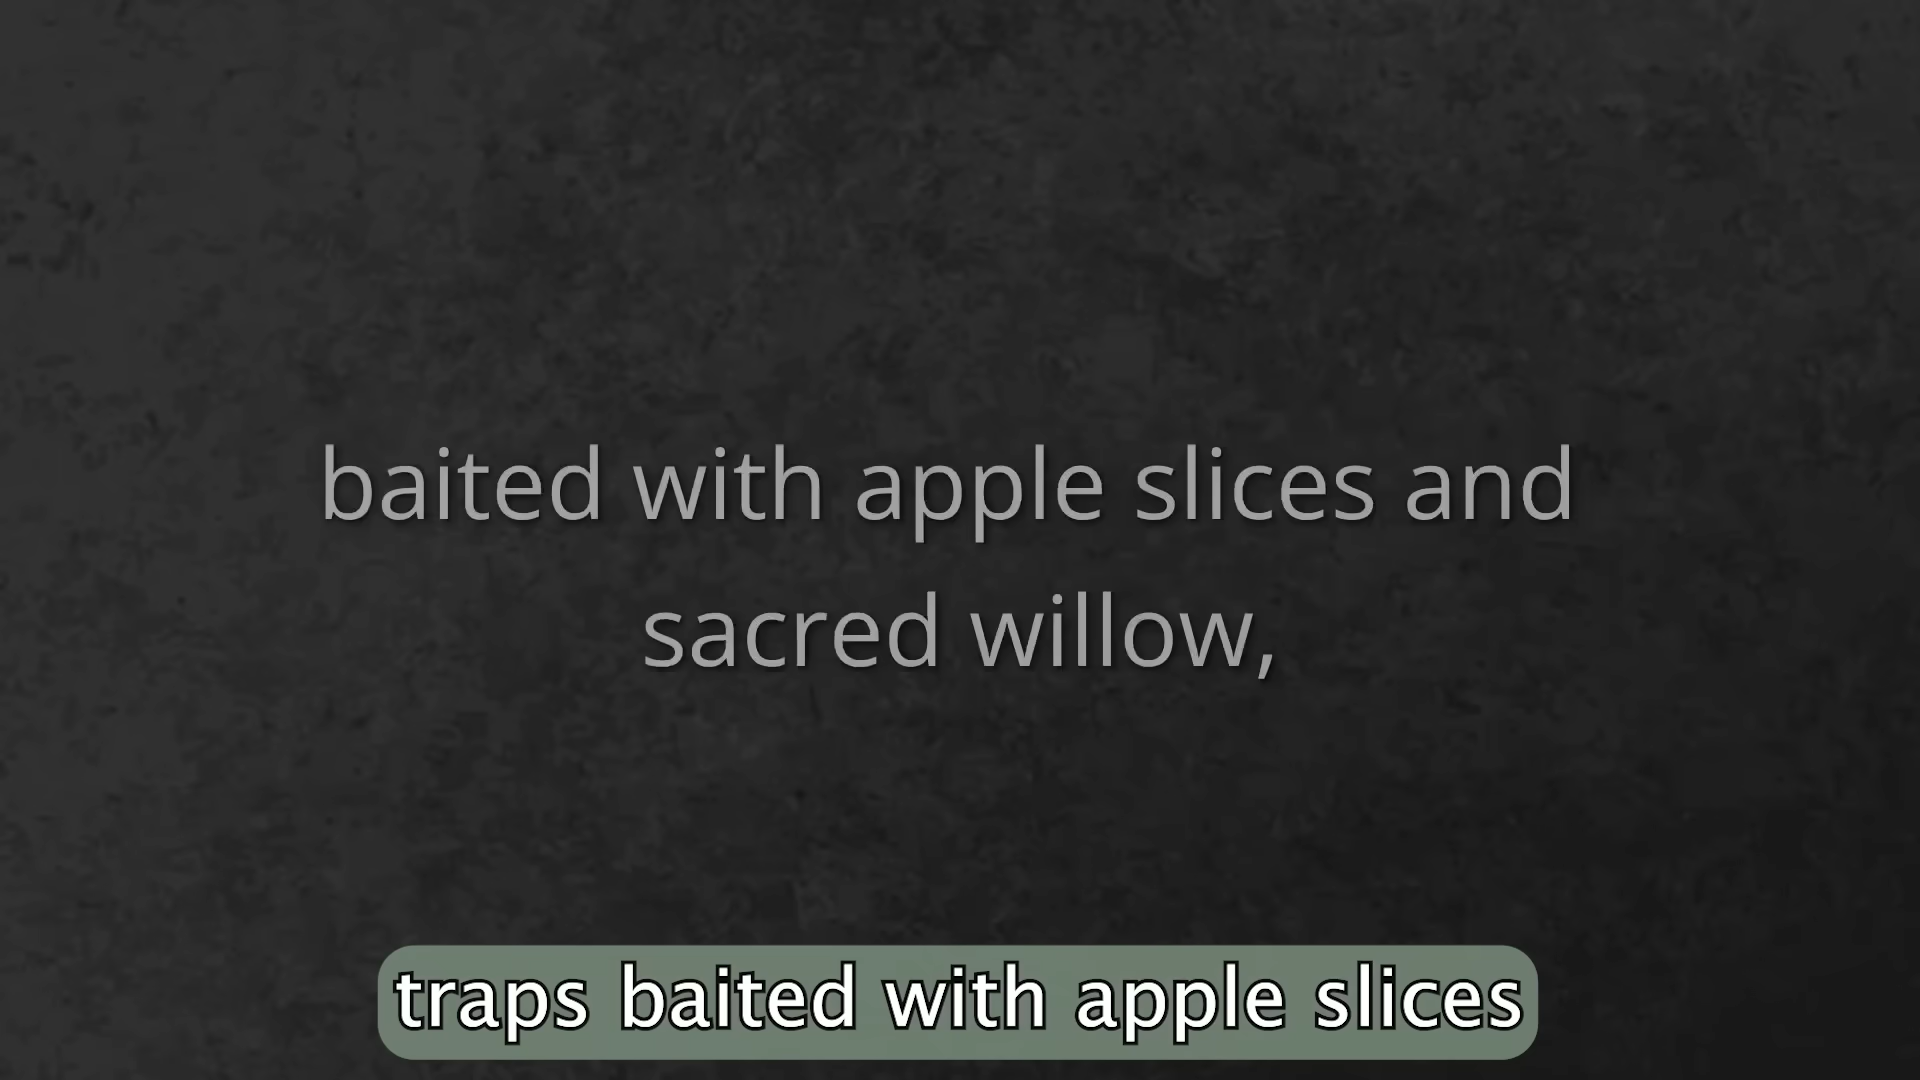 baited with apple slices and
sacred willow,
traps baited with apple slices